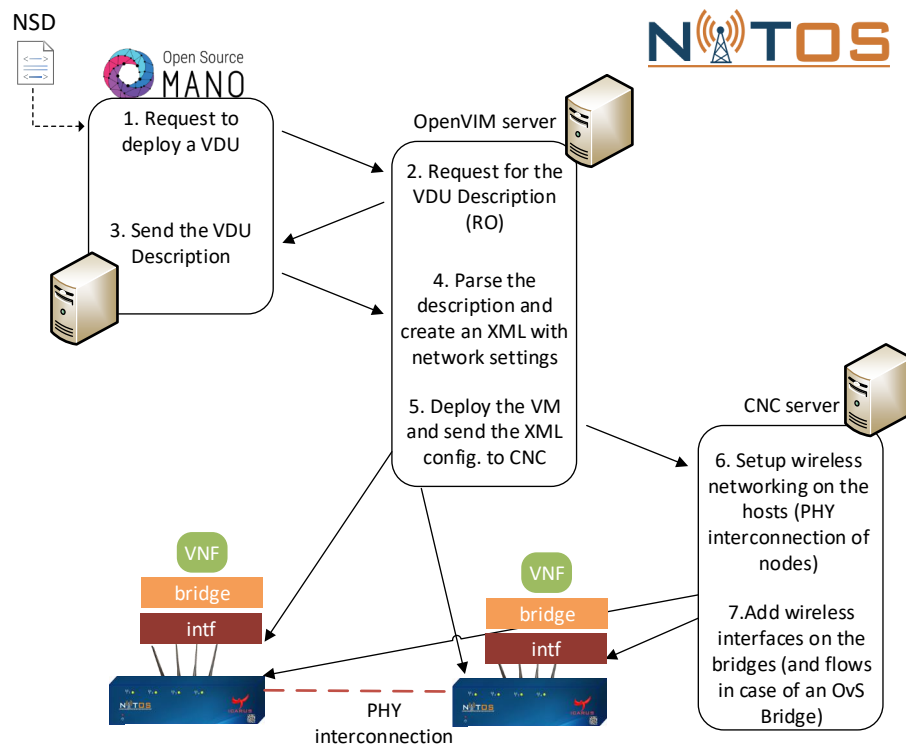 NSD
Open Source
MANO
NITOS
1. Request to
deploy a VDU
3. Send the VDU
Description
OpenVIM server
2. Request for the
VDU Description
(RO)
4. Parse the
description and
create an XML with
network settings
5. Deploy the VM
and send the XML
config. to CNC
CNC server
6. Setup wireless
networking on the
hosts (PHY
interconnection of
nodes)
7.Add wireless
interfaces on the
bridges (and flows
in case of an OvS
Bridge)
VNF
bridge
intf
NITOS
ICARUS
VNF
bridge
intf
NITOS
ICARUS
PHY
interconnection